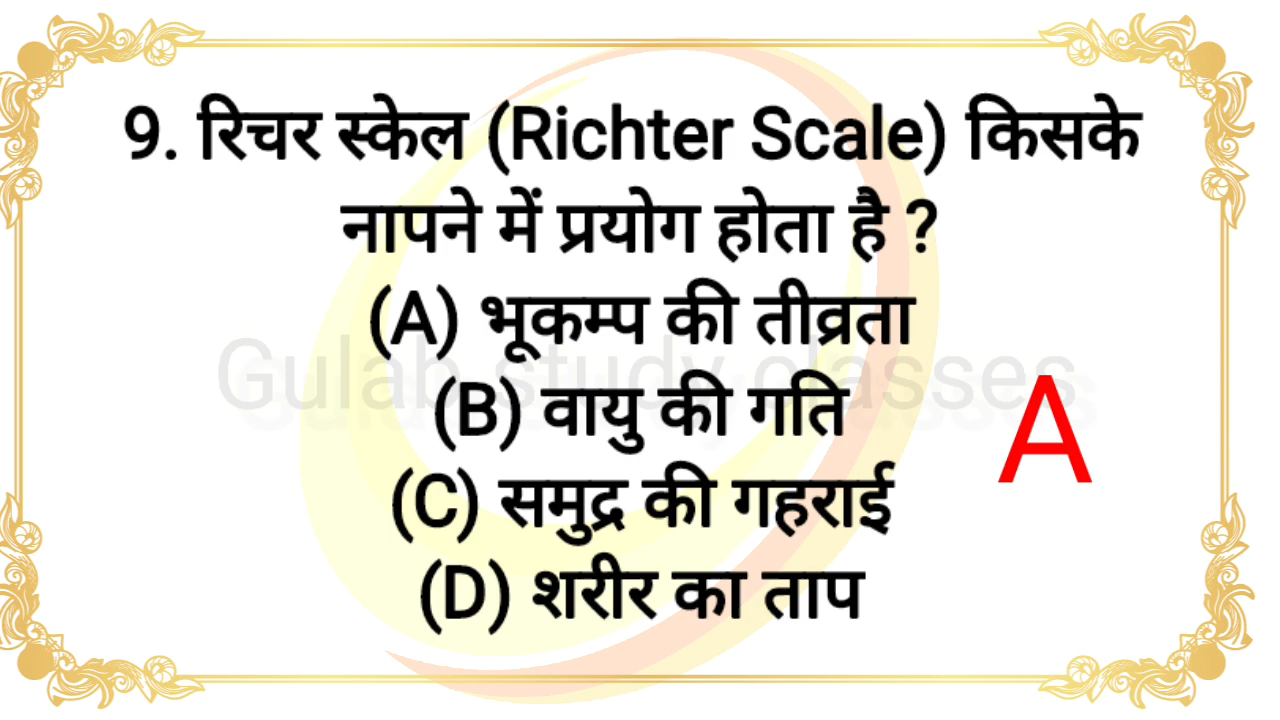 9. रिचर स्केल (Richter Scale) किसके
नापने में प्रयोग होता है ?
(A) भूकम्प की तीव्रता
Gulab study classes
(B) वायु की गति
A
(C) समुद्र की गहराई
(D) शरीर का ताप